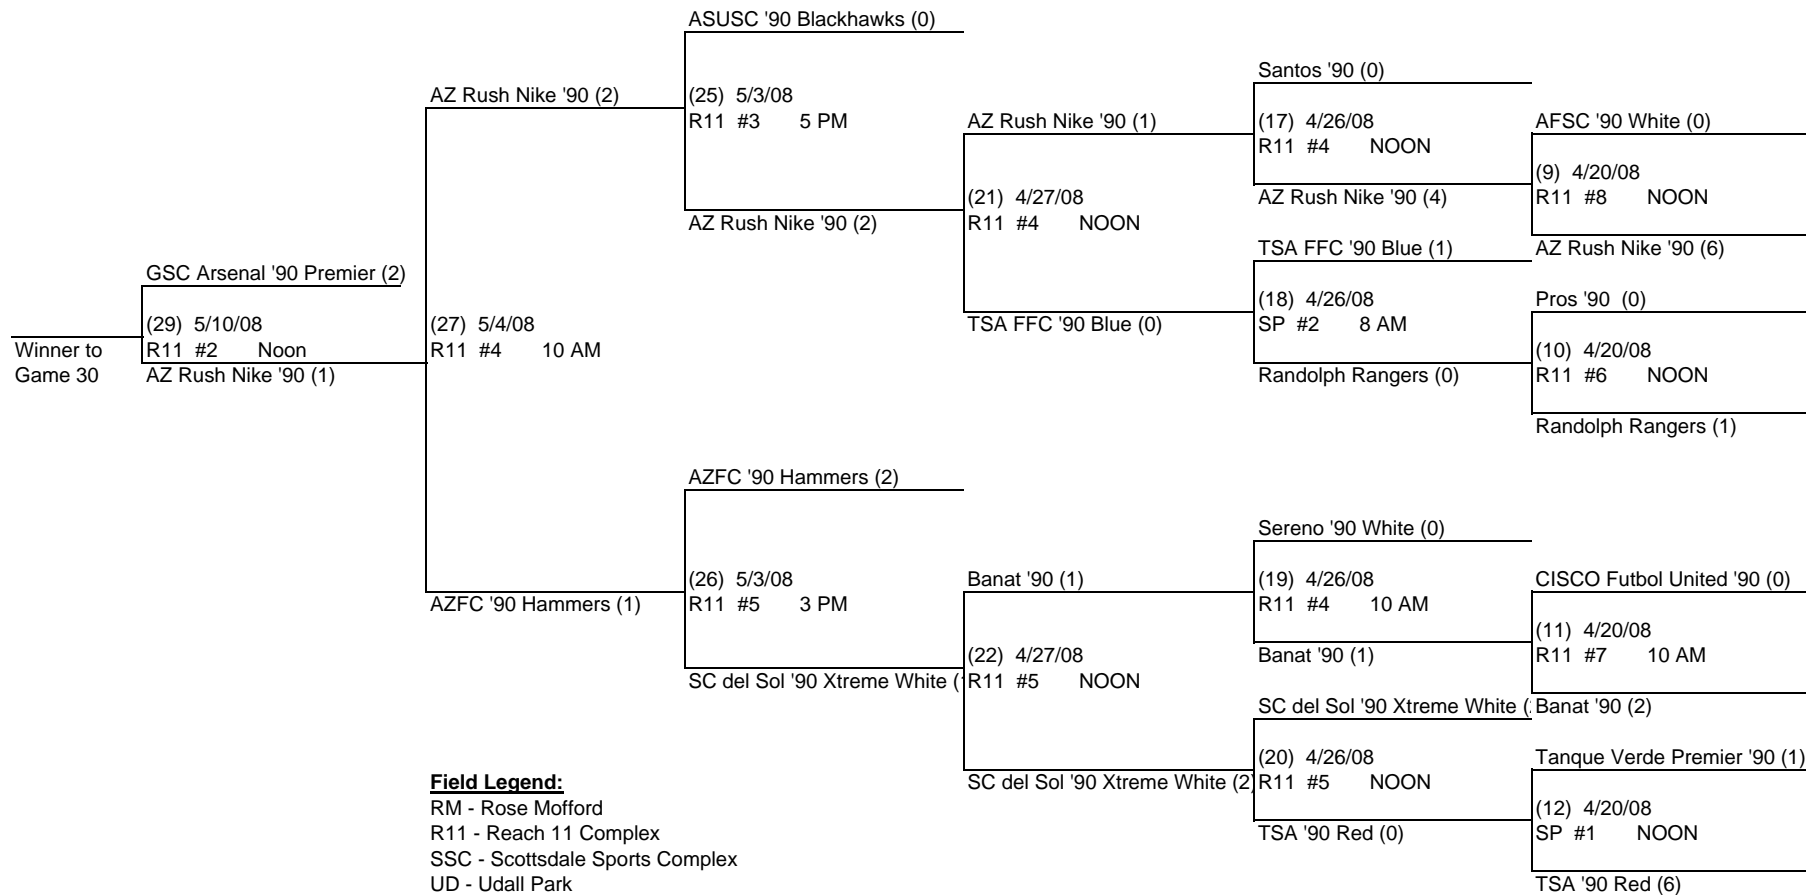 ASUSC '90 Blackhawks (0)
Santos '90 (0)
AZ Rush Nike '90 (2)
(25) 5/3/08
R11 #3 5 PM
AZ Rush Nike '90 (1)
(17) 4/26/08
R11 #4 NOON
AFSC '90 White (0)
(9) 4/20/08
R11 #8 NOON
(21) 4/27/08
R11 #4 NOON
AZ Rush Nike '90 (4)
AZ Rush Nike '90 (2)
TSA FFC '90 Blue (1)
AZ Rush Nike '90 (6)
GSC Arsenal '90 Premier (2)
(18) 4/26/08
SP #2 8 AM
Pros '90 (0)
(29) 5/10/08
R11 #2 Noon
(27) 5/4/08
R11 #4 10 AM
TSA FFC '90 Blue (0)
Winner to
Game 30
AZ Rush Nike '90 (1)
Randolph Rangers (0)
(10) 4/20/08
R11 #6 NOON
Randolph Rangers (1)
AZFC '90 Hammers (2)
Sereno '90 White (0)
AZFC '90 Hammers (1)
(26) 5/3/08
R11 #5 3 PM
Banat '90 (1)
(19) 4/26/08
R11 #4 10 AM
CISCO Futbol United '90 (0)
(11) 4/20/08
R11 #7 10 AM
(22) 4/27/08
R11 #5 NOON
Banat '90 (1)
SC del Sol '90 Xtreme White (
SC del Sol '90 Xtreme White (
Banat '90 (2)
(20) 4/26/08
R11 #5 NOON
Tanque Verde Premier '90 (1)
SC del Sol '90 Xtreme White (2)
(12) 4/20/08
SP #1 NOON
TSA '90 Red (0)
TSA '90 Red (6)
Field Legend:
RM - Rose Mofford
R11 - Reach 11 Complex
SSC - Scottsdale Sports Complex
UD - Udall Park